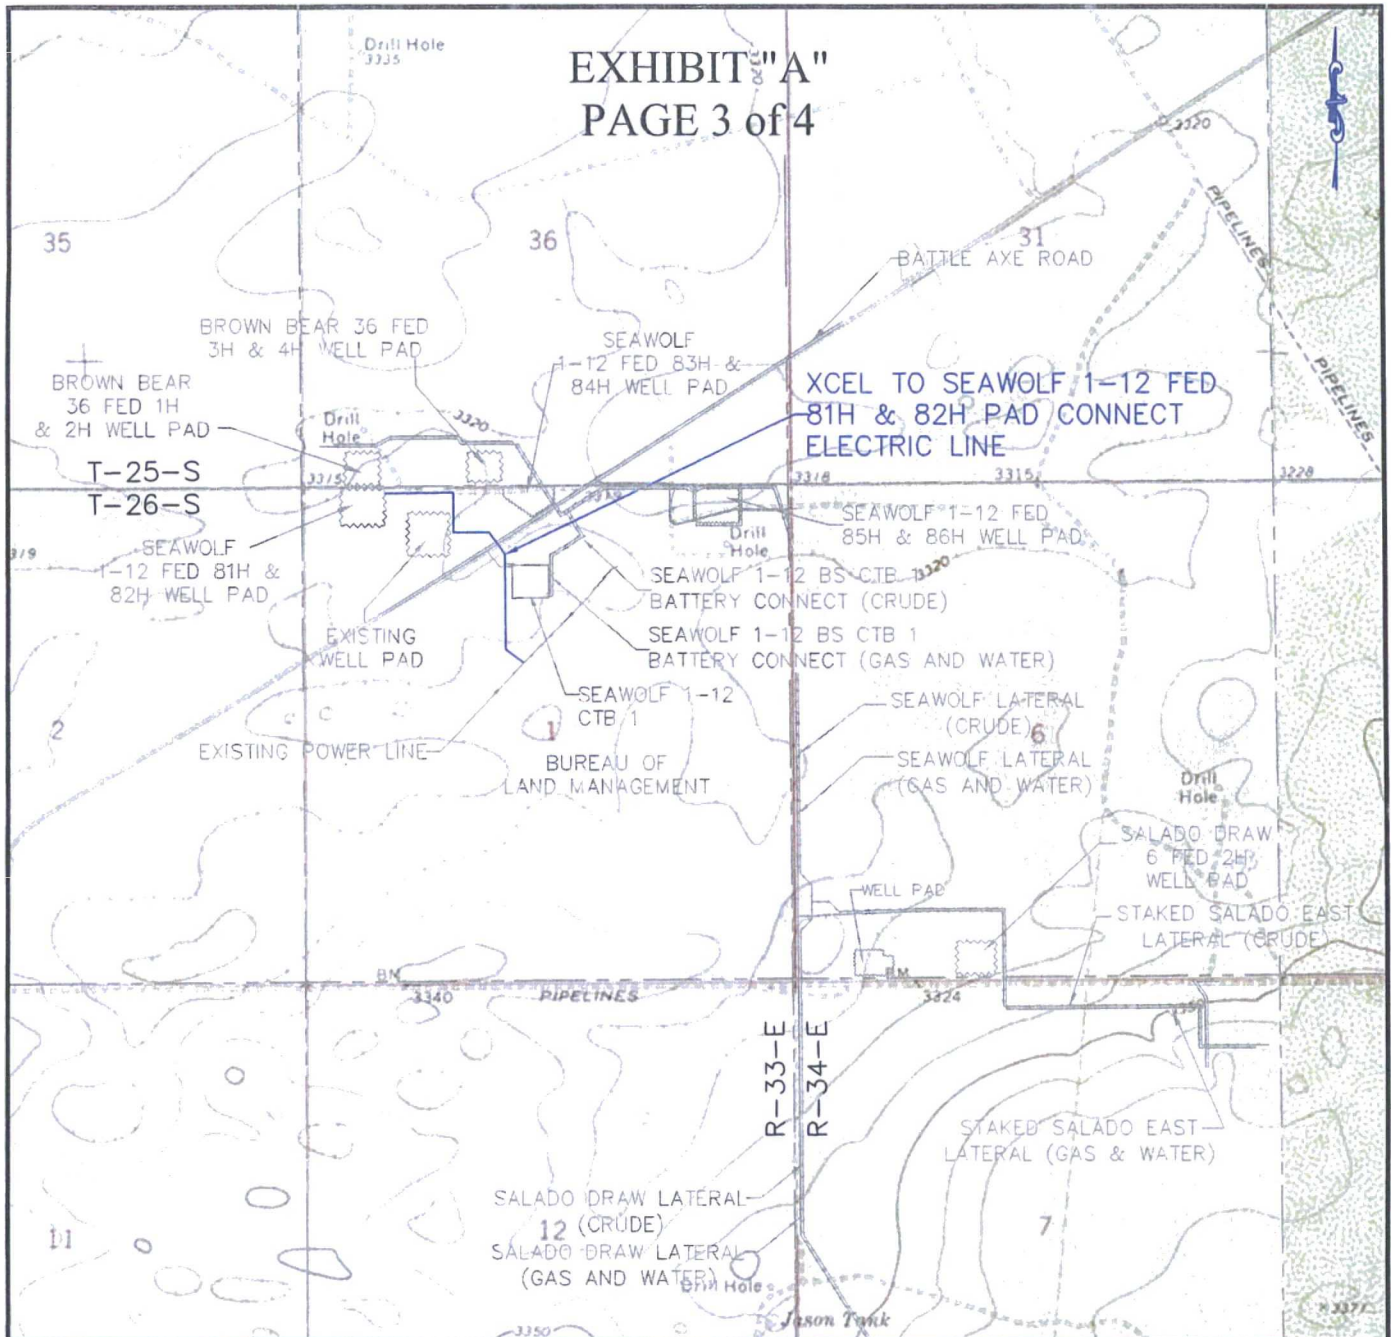 EXHIBIT "A"
PAGE 3 of 4
Drill Hole
3335
3320
35
36
31
PIPELINES
BATTLE AXE ROAD
BROWN BEAR 36 FED
3H & 4H WELL PAD
SEAWOLF
1-12 FED 83H &
84H WELL PAD
PIPELINES
BROWN BEAR
36 FED 1H
& 2H WELL PAD
XCEL TO SEAWOLF 1-12 FED
81H & 82H PAD CONNECT
ELECTRIC LINE
Drill
Hole
3320
T-25-S
T-26-S
3315
3318
3315
3228
SEAWOLF
1-12 FED 81H &
82H WELL PAD
SEAWOLF 1-12 FED
85H & 86H WELL PAD
Drill
Hole
3320
SEAWOLF 1-12 BS CTB 1
BATTERY CONNECT (CRUDE)
EXISTING
WELL PAD
SEAWOLF 1-12 BS CTB 1
BATTERY CONNECT (GAS AND WATER)
SEAWOLF 1-12
CTB 1
SEAWOLF LATERAL
(CRUDE)
2
1
6
EXISTING POWER LINE
BUREAU OF
LAND MANAGEMENT
SEAWOLF LATERAL
(GAS AND WATER)
Drill
Hole
SALADO DRAW
6 FED 2H
WELL PAD
WELL PAD
STAKED SALADO EAST
LATERAL (CRUDE)
BM
3340
PIPELINES
BM
3324
R-33-E
R-34-E
STAKED SALADO EAST
LATERAL (GAS & WATER)
SALADO DRAW LATERAL
(CRUDE)
11
12
7
SALADO DRAW LATERAL
(GAS AND WATER)
Drill Hole
Jason Tank
3350
3371